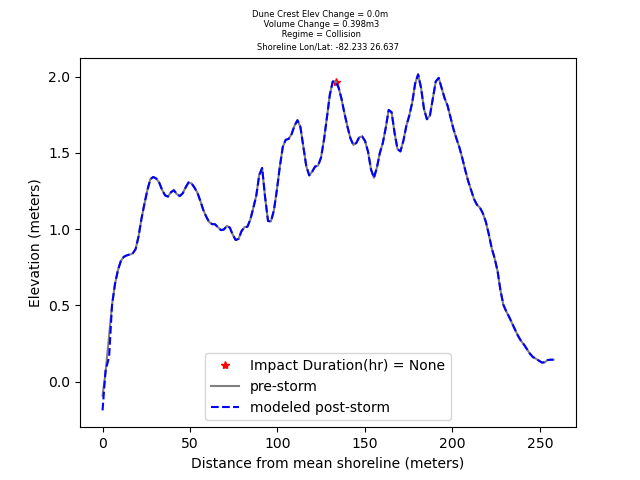 Dune Crest Elev Change = 0.0m
Volume Change = 0.398m3
Regime = Collision
Shoreline Lon/Lat: -82.233 26.637
2.0
1.5
1.0
0.5
0.0
Elevation (meters)
Impact Duration(hr) = None
pre-storm
modeled post-storm
0 50 100 150 200 250
Distance from mean shoreline (meters)